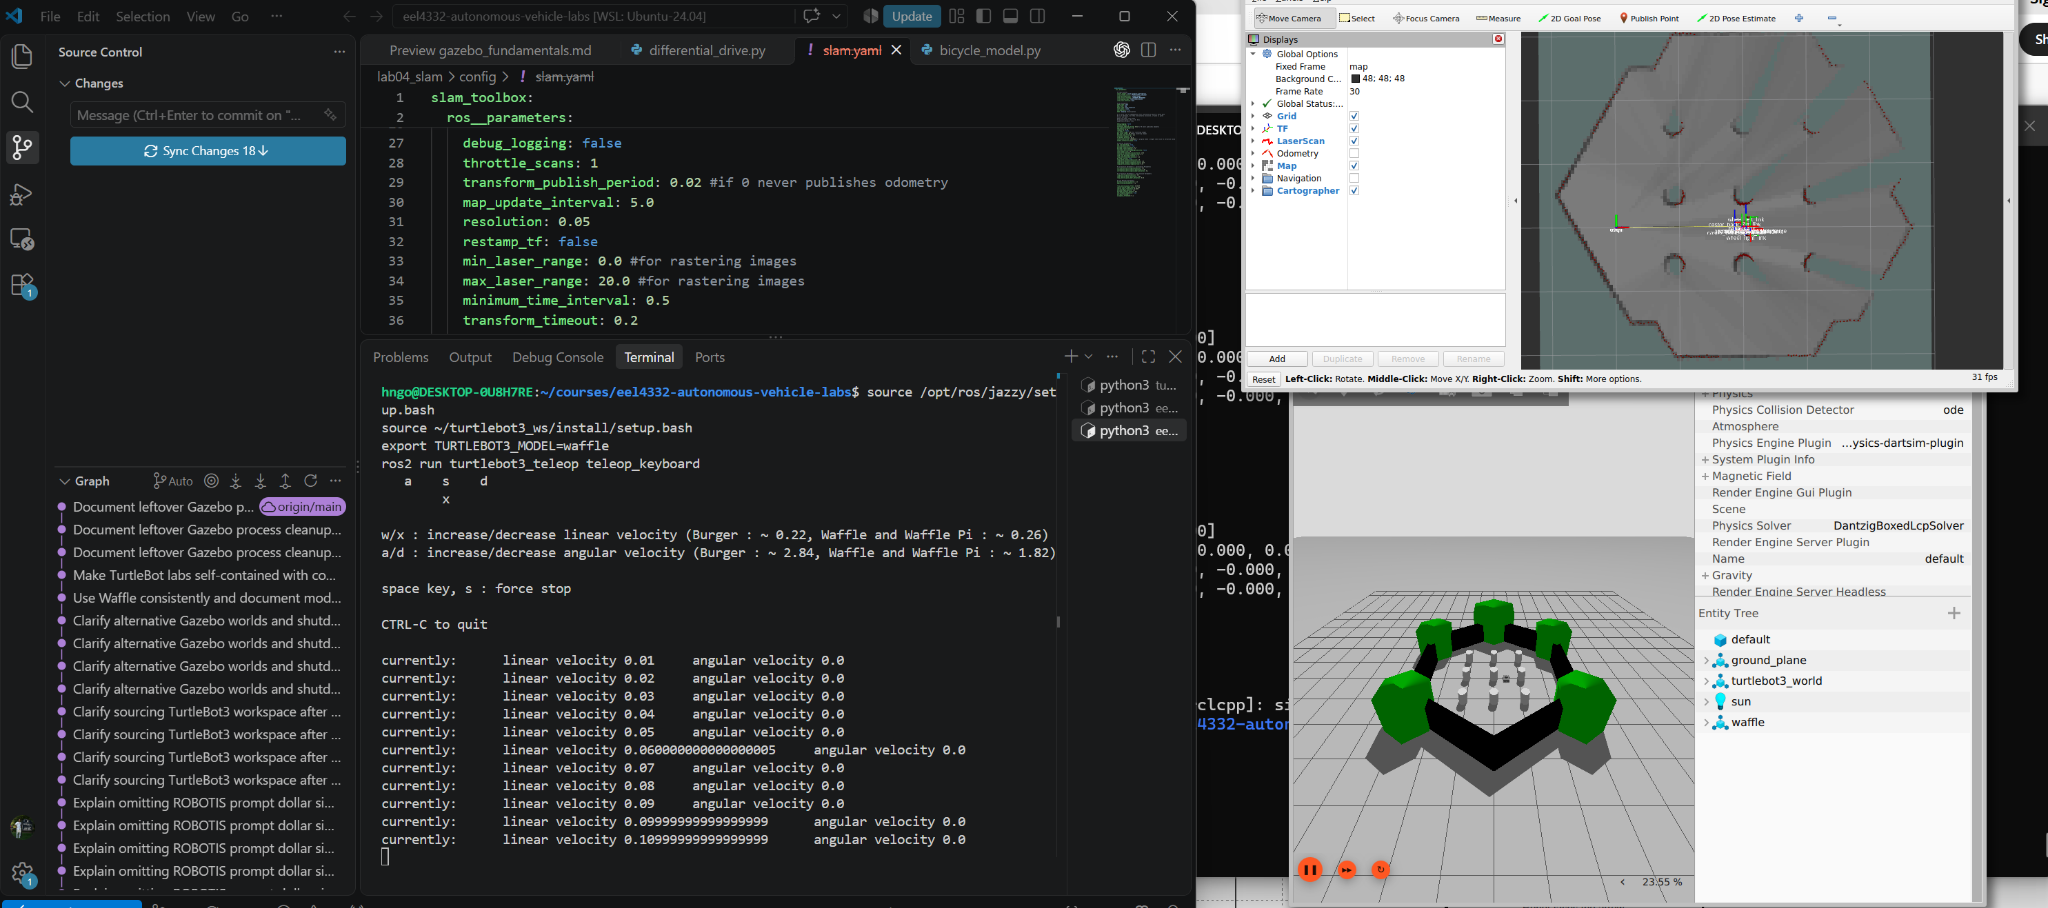 File Edit Selection View Go ···
eel4332-autonomous-vehicle-labs [WSL: Ubuntu-24.04]
Update
Source Control
Changes
Message (Ctrl+Enter to commit on "...
Sync Changes 18↓
Graph
Auto
Document leftover Gazebo p... origin/main
Document leftover Gazebo process cleanup...
Document leftover Gazebo process cleanup...
Make TurtleBot labs self-contained with co...
Use Waffle consistently and document mod...
Clarify alternative Gazebo worlds and shutd...
Clarify alternative Gazebo worlds and shutd...
Clarify alternative Gazebo worlds and shutd...
Clarify alternative Gazebo worlds and shutd...
Clarify sourcing TurtleBot3 workspace after ...
Clarify sourcing TurtleBot3 workspace after ...
Clarify sourcing TurtleBot3 workspace after ...
Clarify sourcing TurtleBot3 workspace after ...
Explain omitting ROBOTIS prompt dollar si...
Explain omitting ROBOTIS prompt dollar si...
Explain omitting ROBOTIS prompt dollar si...
Explain omitting ROBOTIS prompt dollar si...
Preview gazebo_fundamentals.md
differential_drive.py
! slam.yaml
bicycle_model.py
lab04_slam > config > ! slam.yaml
1 slam_toolbox:
2 ros__parameters:
27 debug_logging: false
28 throttle_scans: 1
29 transform_publish_period: 0.02 #if 0 never publishes odometry
30 map_update_interval: 5.0
31 resolution: 0.05
32 restamp_tf: false
33 min_laser_range: 0.0 #for rastering images
34 max_laser_range: 20.0 #for rastering images
35 minimum_time_interval: 0.5
36 transform_timeout: 0.2
Problems Output Debug Console Terminal Ports
python3 tu...
python3 ee...
python3 ee...
hngo@DESKTOP-0U8H7RE:~/courses/eel4332-autonomous-vehicle-labs$ source /opt/ros/jazzy/set
up.bash
source ~/turtlebot3_ws/install/setup.bash
export TURTLEBOT3_MODEL=waffle
ros2 run turtlebot3_teleop teleop_keyboard
a s d
x
w/x : increase/decrease linear velocity (Burger : ~ 0.22, Waffle and Waffle Pi : ~ 0.26)
a/d : increase/decrease angular velocity (Burger : ~ 2.84, Waffle and Waffle Pi : ~ 1.82)
space key, s : force stop
CTRL-C to quit
currently: linear velocity 0.01 angular velocity 0.0
currently: linear velocity 0.02 angular velocity 0.0
currently: linear velocity 0.03 angular velocity 0.0
currently: linear velocity 0.04 angular velocity 0.0
currently: linear velocity 0.05 angular velocity 0.0
currently: linear velocity 0.060000000000000005 angular velocity 0.0
currently: linear velocity 0.07 angular velocity 0.0
currently: linear velocity 0.08 angular velocity 0.0
currently: linear velocity 0.09 angular velocity 0.0
currently: linear velocity 0.09999999999999999 angular velocity 0.0
currently: linear velocity 0.10999999999999999 angular velocity 0.0
DESKTO
Move Camera Select Focus Camera Measure 2D Goal Pose Publish Point 2D Pose Estimate
Displays
Global Options
Fixed Frame map
Background C... 48; 48; 48
Frame Rate 30
Global Status:...
Grid
TF
LaserScan
Odometry
Map
Navigation
Cartographer
Add Duplicate Remove Rename
Reset Left-Click: Rotate. Middle-Click: Move X/Y. Right-Click: Zoom. Shift: More options. 31 fps
Physics
Physics Collision Detector ode
Atmosphere
Physics Engine Plugin ...ysics-dartsim-plugin
System Plugin Info
Magnetic Field
Render Engine Gui Plugin
Scene
Physics Solver DantzigBoxedLcpSolver
Render Engine Server Plugin
Name default
Gravity
Render Engine Server Headless
Entity Tree
default
ground_plane
turtlebot3_world
sun
waffle
23.55 %
0.000, 0.0
-0.000,
clcpp]: si
4332-auton